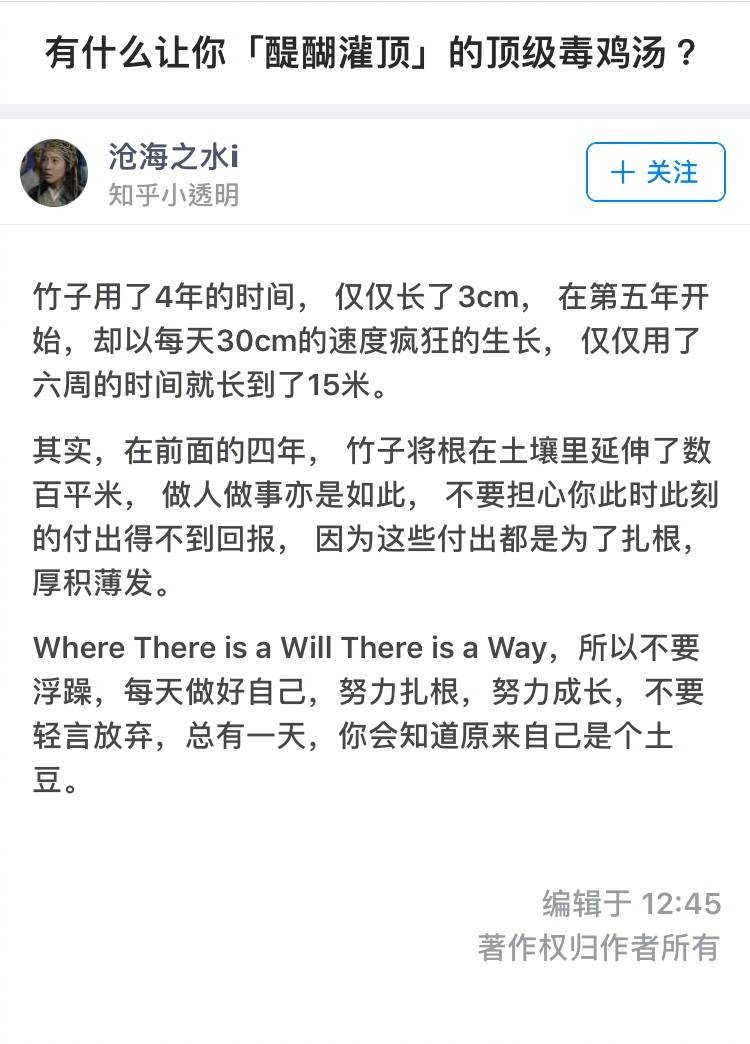 有什么让你「醍醐灌顶」的顶级毒鸡汤？
沧海之水i
知乎小透明
＋ 关注
竹子用了4年的时间， 仅仅长了3cm， 在第五年开
始，却以每天30cm的速度疯狂的生长， 仅仅用了
六周的时间就长到了15米。
其实，在前面的四年， 竹子将根在土壤里延伸了数
百平米， 做人做事亦是如此， 不要担心你此时此刻
的付出得不到回报， 因为这些付出都是为了扎根，
厚积薄发。
Where There is a Will There is a Way，所以不要
浮躁，每天做好自己，努力扎根，努力成长，不要
轻言放弃，总有一天，你会知道原来自己是个土
豆。
编辑于 12:45
著作权归作者所有